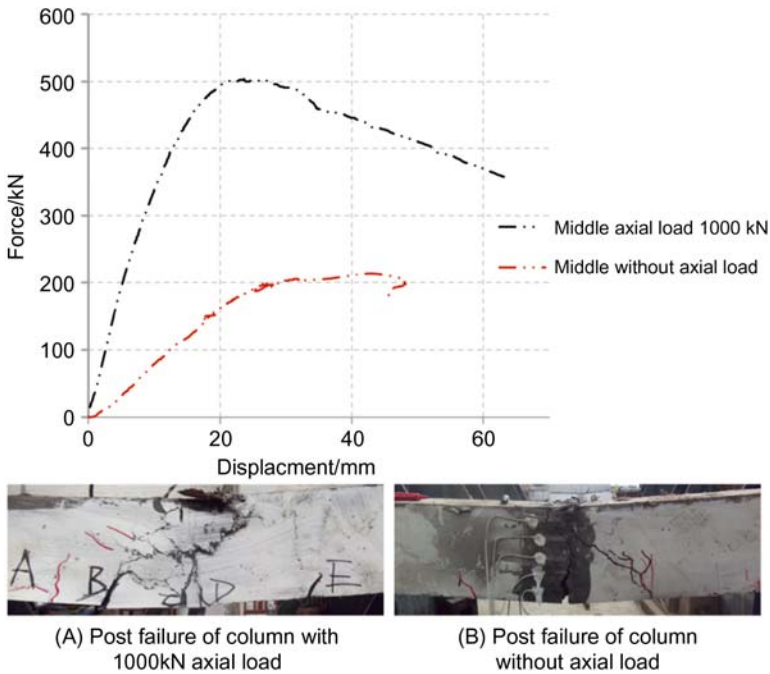 600
500
400
300
200
100
0
Force/kN
0 20 40 60
Displacment/mm
Middle axial load 1000 kN
Middle without axial load
A B D E
(A) Post failure of column with
1000kN axial load
(B) Post failure of column
without axial load